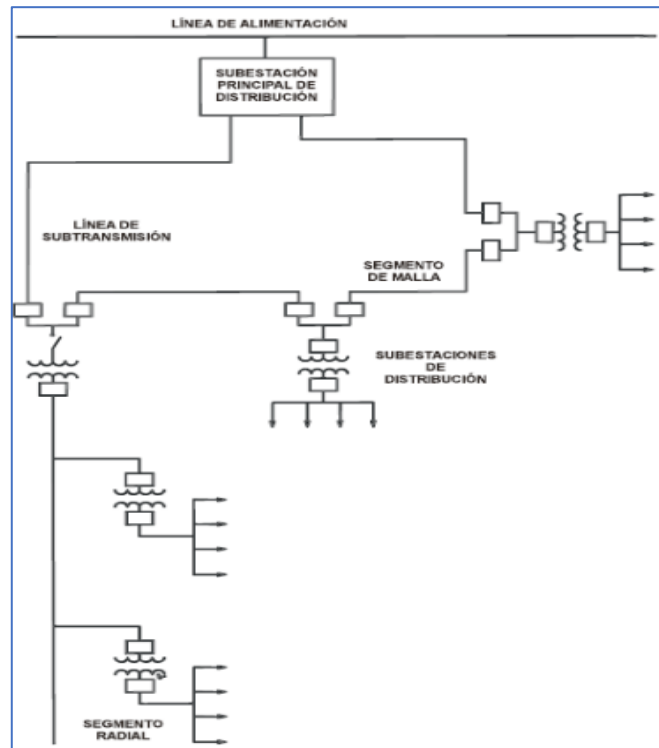 LÍNEA DE ALIMENTACIÓN
SUBESTACIÓN
PRINCIPAL DE
DISTRIBUCIÓN
LÍNEA DE
SUBTRANSMISIÓN
SEGMENTO
DE MALLA
SUBESTACIONES
DE
DISTRIBUCIÓN
SEGMENTO
RADIAL